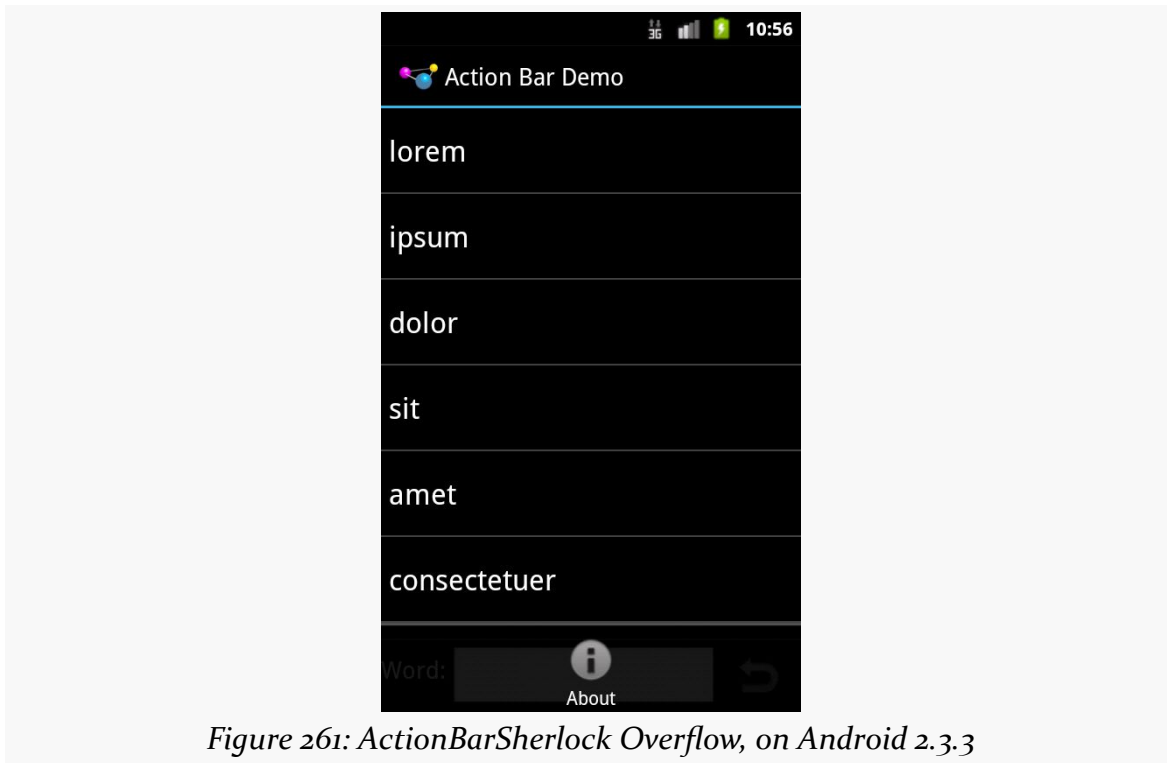 3G 10:56
Action Bar Demo
lorem
ipsum
dolor
sit
amet
consectetuer
Word:
About
Figure 261: ActionBarSherlock Overflow, on Android 2.3.3